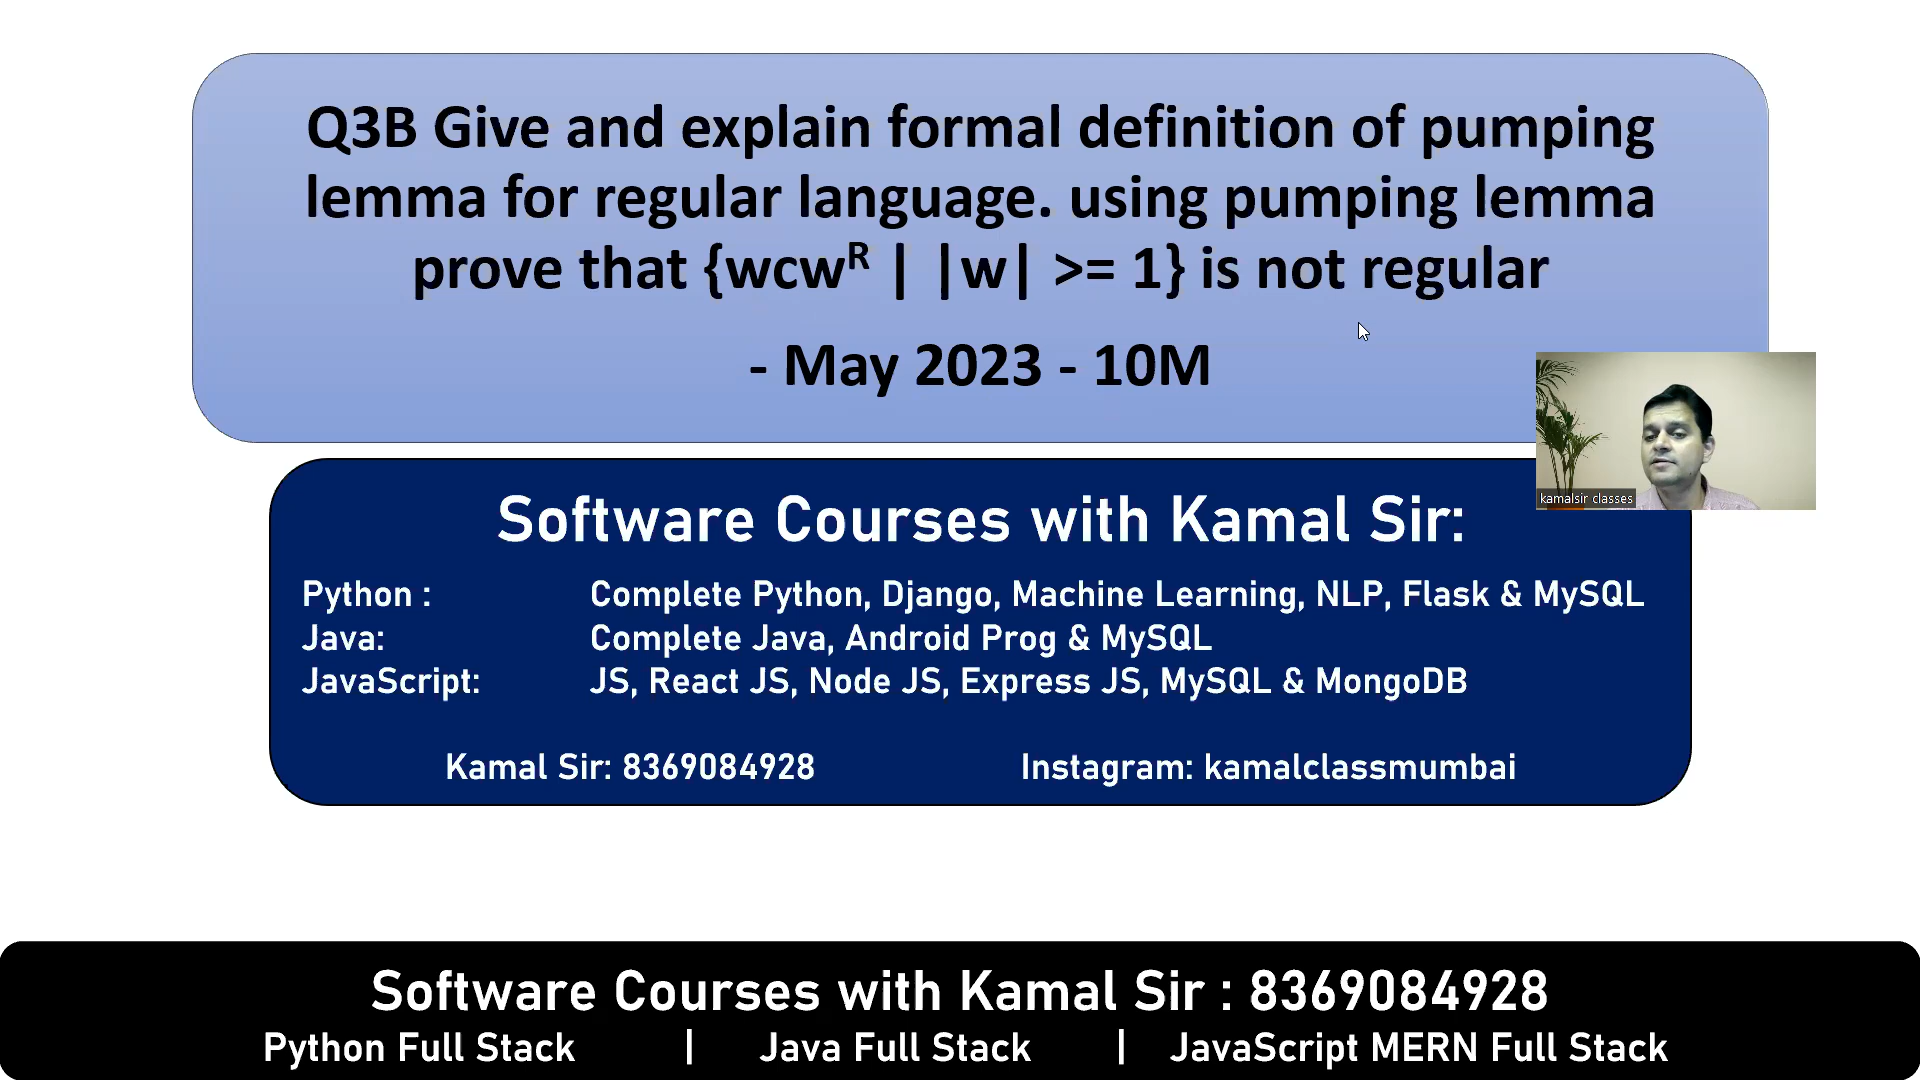 Q3B Give and explain formal definition of pumping
lemma for regular language. using pumping lemma
prove that {wcwᴿ | |w| >= 1} is not regular
- May 2023 - 10M
kamalsir classes
Software Courses with Kamal Sir:
Python : Complete Python, Django, Machine Learning, NLP, Flask & MySQL
Java: Complete Java, Android Prog & MySQL
JavaScript: JS, React JS, Node JS, Express JS, MySQL & MongoDB
Kamal Sir: 8369084928 Instagram: kamalclassmumbai
Software Courses with Kamal Sir : 8369084928
Python Full Stack | Java Full Stack | JavaScript MERN Full Stack